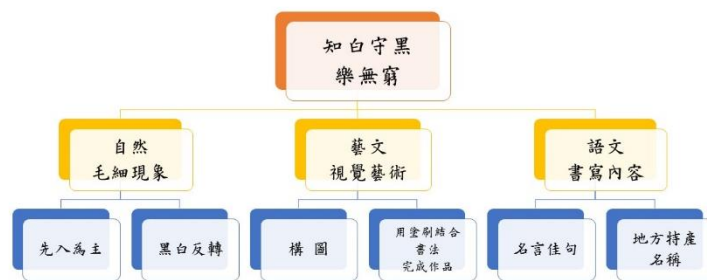 知白守黑
樂無窮
自然
毛細現象
藝文
視覺藝術
語文
書寫內容
先入為主
黑白反轉
構 圖
用塗刷結合
書法
完成作品
名言佳句
地方特產
名稱